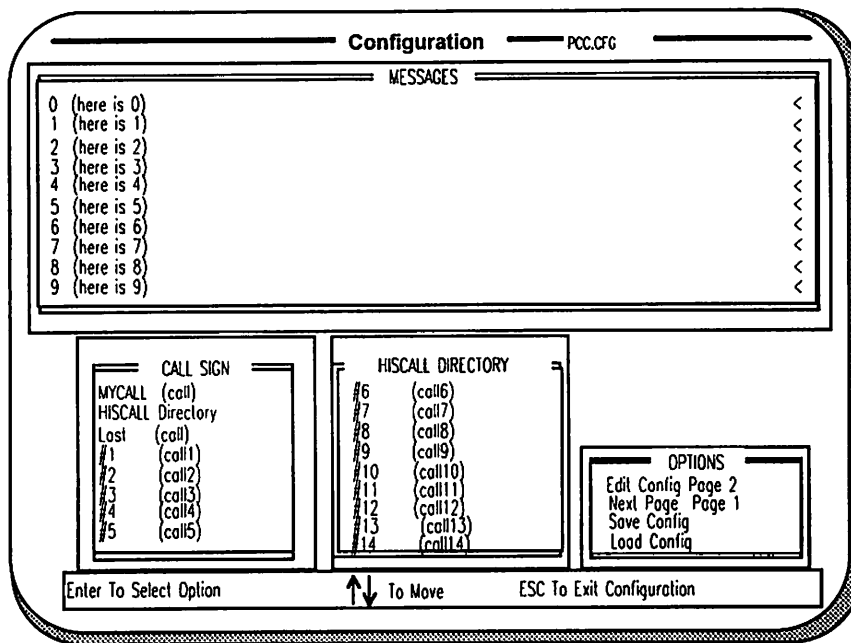 Configuration PCC.CFG
MESSAGES
0 (here is 0) <
1 (here is 1) <
2 (here is 2) <
3 (here is 3) <
4 (here is 4) <
5 (here is 5) <
6 (here is 6) <
7 (here is 7) <
8 (here is 8) <
9 (here is 9) <
CALL SIGN
MYCALL (call)
HISCALL Directory
Last (call)
#1 (call1)
#2 (call2)
#3 (call3)
#4 (call4)
#5 (call5)
HISCALL DIRECTORY
#6 (call6)
#7 (call7)
#8 (call8)
#9 (call9)
#10 (call10)
#11 (call11)
#12 (call12)
#13 (call13)
#14 (call14)
OPTIONS
Edit Config Page 2
Next Page Page 1
Save Config
Load Config
Enter To Select Option ↑↓ To Move ESC To Exit Configuration